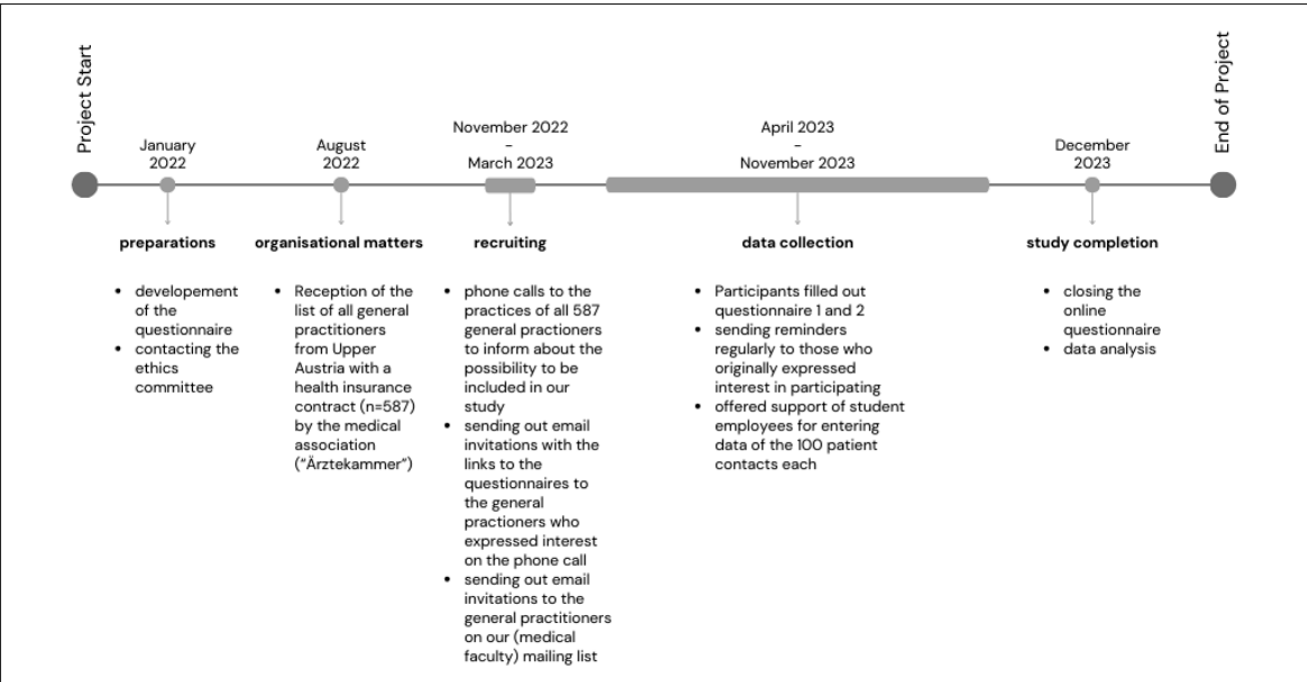 Project Start
End of Project
January
2022
August
2022
November 2022
–
March 2023
April 2023
–
November 2023
December
2023
preparations
• developement
of the
questionnaire
• contacting the
ethics
committee
organisational matters
• Reception of the
list of all general
practitioners
from Upper
Austria with a
health insurance
contract (n=587)
by the medical
association
(“Ärztekammer”)
recruiting
• phone calls to the
practices of all 587
general practioners
to inform about the
possibility to be
included in our
study
• sending out email
invitations with the
links to the
questionnaires to
the general
practioners who
expressed interest
on the phone call
• sending out email
invitations to the
general practitioners
on our (medical
faculty) mailing list
data collection
• Participants filled out
questionnaire 1 and 2
• sending reminders
regularly to those who
originally expressed
interest in participating
• offered support of student
employees for entering
data of the 100 patient
contacts each
study completion
• closing the
online
questionnaire
• data analysis